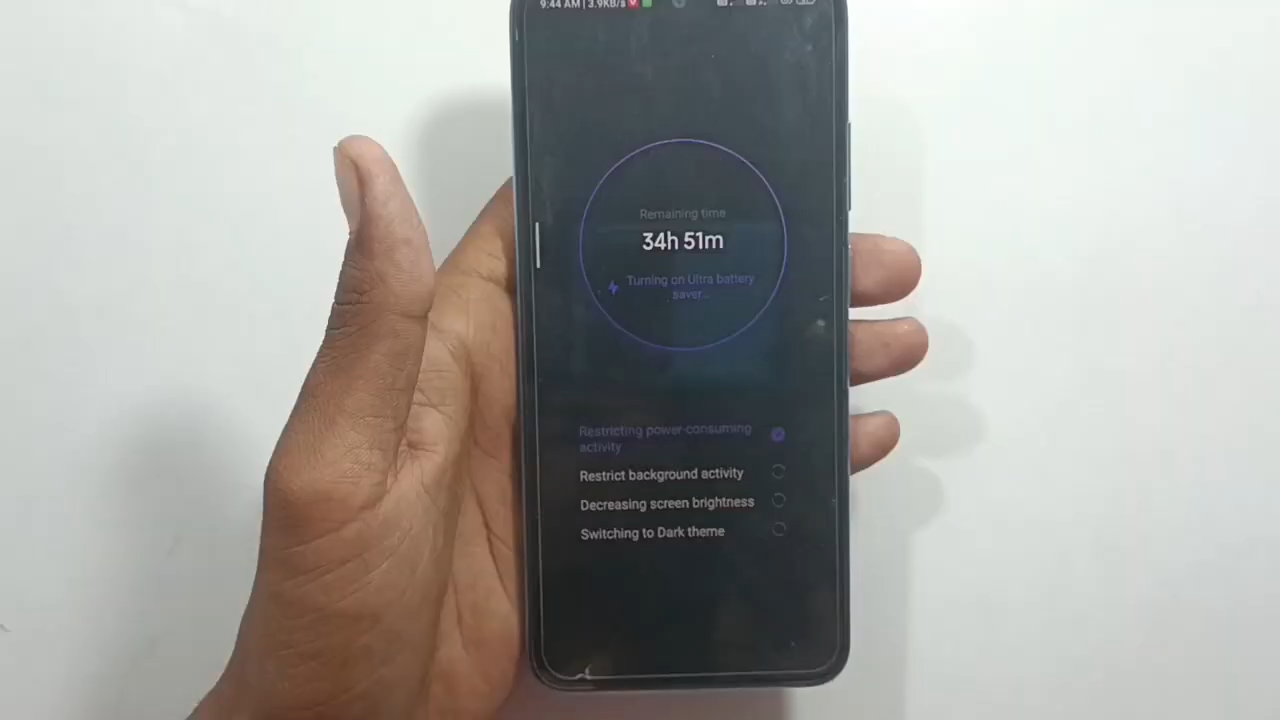 9:44 AM | 3.9KB/s
Remaining time
34h 51m
Turning on Ultra battery
saver...
Restricting power-consuming
activity
Restrict background activity
Decreasing screen brightness
Switching to Dark theme